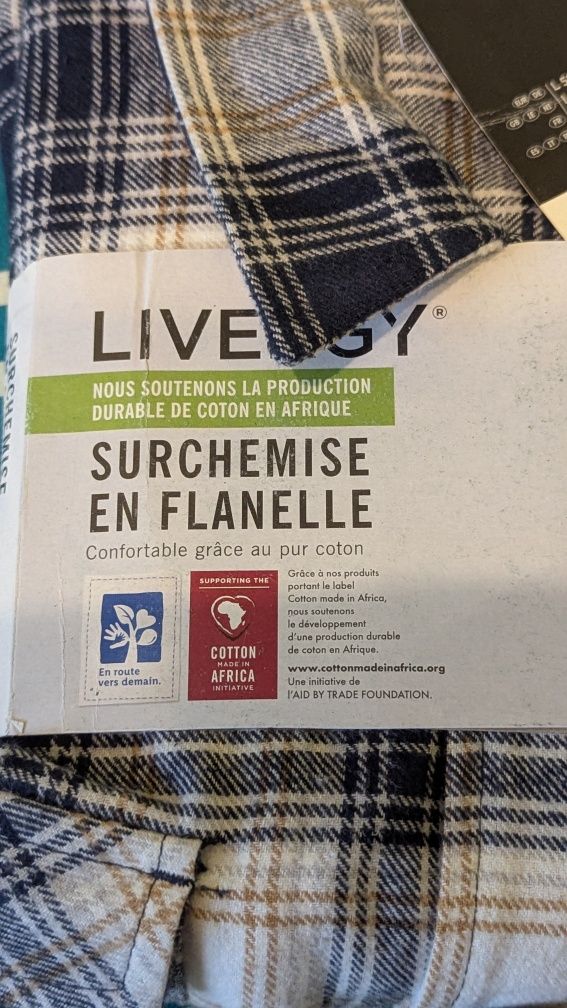 LIVE GY®
NOUS SOUTENONS LA PRODUCTION
DURABLE DE COTON EN AFRIQUE
SURCHEMISE
EN FLANELLE
Confortable grâce au pur coton
En route
vers demain.
SUPPORTING THE
COTTON
MADE IN
AFRICA
INITIATIVE
Grâce à nos produits
portant le label
Cotton made in Africa,
nous soutenons
le développement
d'une production durable
de coton en Afrique.
www.cottonmadeinafrica.org
Une initiative de
l'AID BY TRADE FOUNDATION.
SURCHEMISE